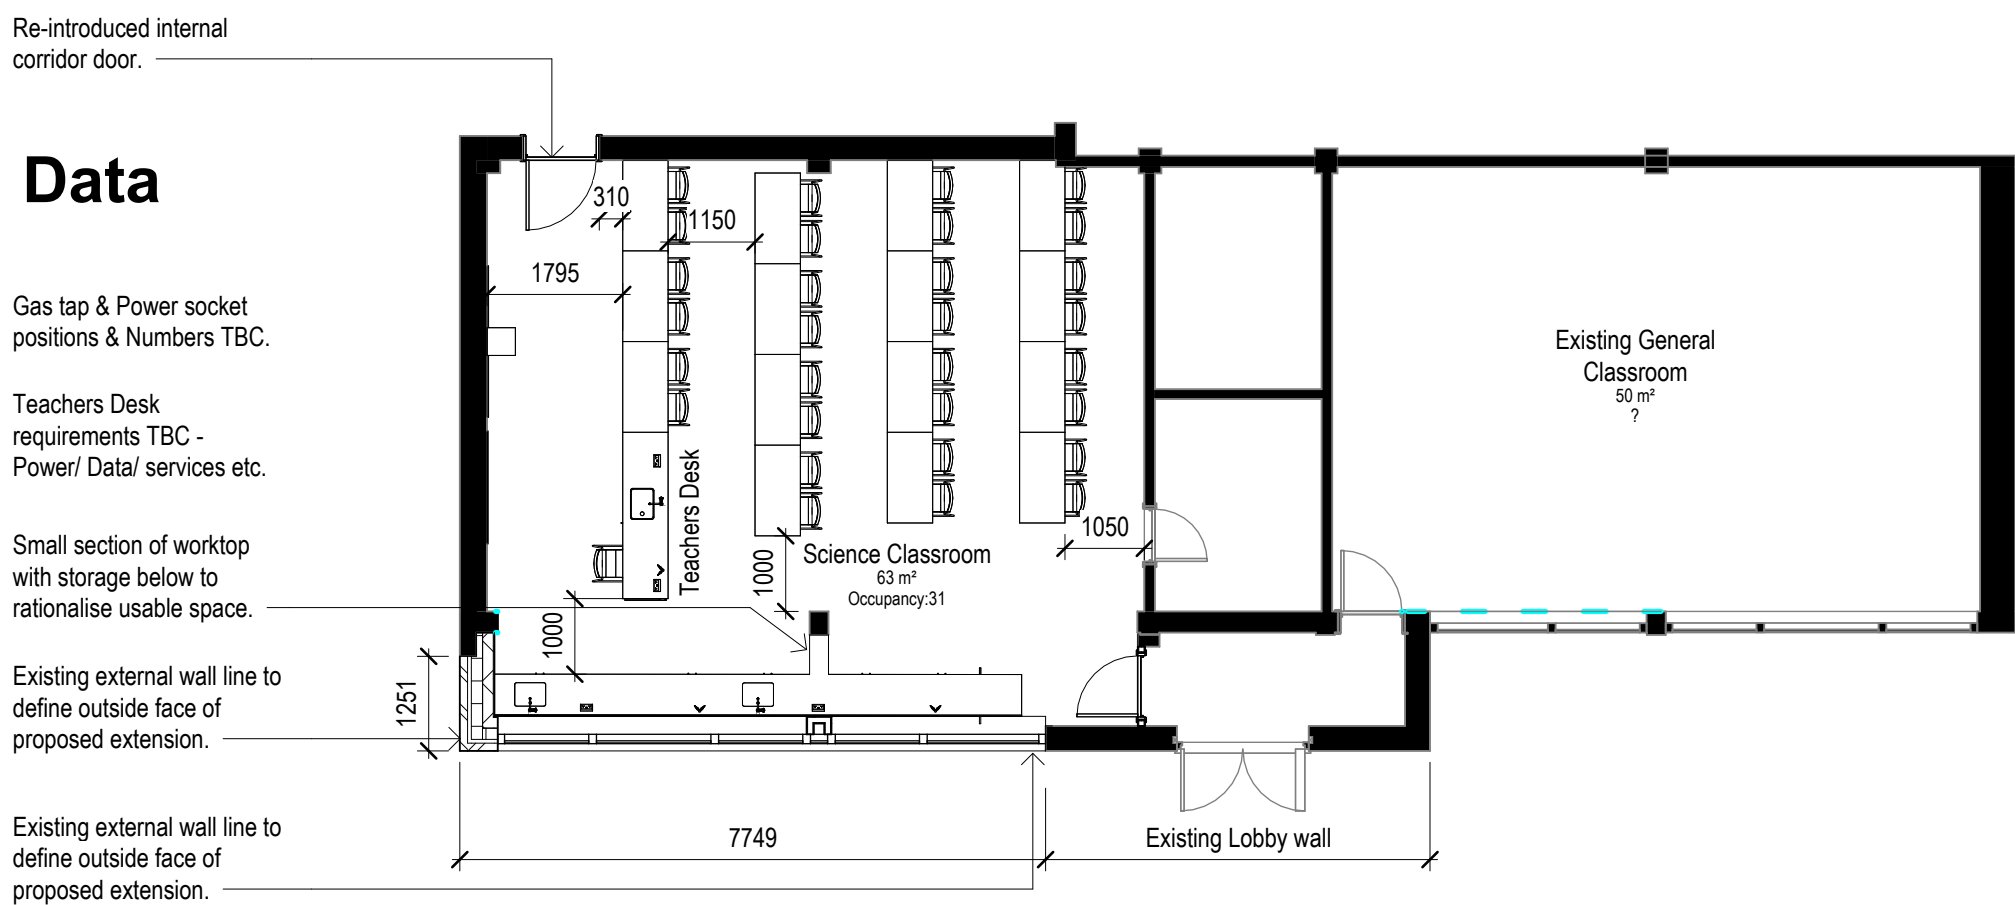 Re-introduced internal
corridor door.
Data
Gas tap & Power socket
positions & Numbers TBC.
Teachers Desk
requirements TBC -
Power/ Data/ services etc.
Small section of worktop
with storage below to
rationalise usable space.
Existing external wall line to
define outside face of
proposed extension.
Existing external wall line to
define outside face of
proposed extension.
310
1150
1795
Teachers Desk
1000
1000
1251
Science Classroom
63 m²
Occupancy:31
1050
Existing General
Classroom
50 m²
?
7749
Existing Lobby wall